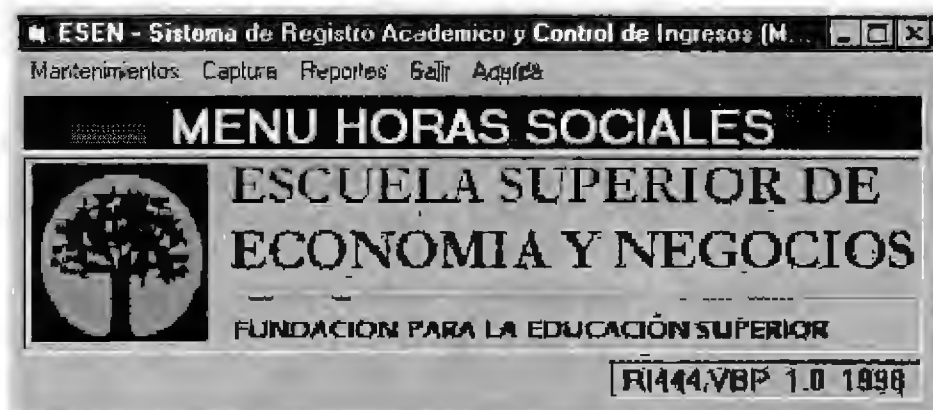 ESEN - Sistema de Registro Academico y Control de Ingresos (M...
Mantenimientos Captura Reportes Salir Ayuda
MENU HORAS SOCIALES
ESCUELA SUPERIOR DE
ECONOMIA Y NEGOCIOS
FUNDACION PARA LA EDUCACIÓN SUPERIOR
RI444.VBP 1.0 1998